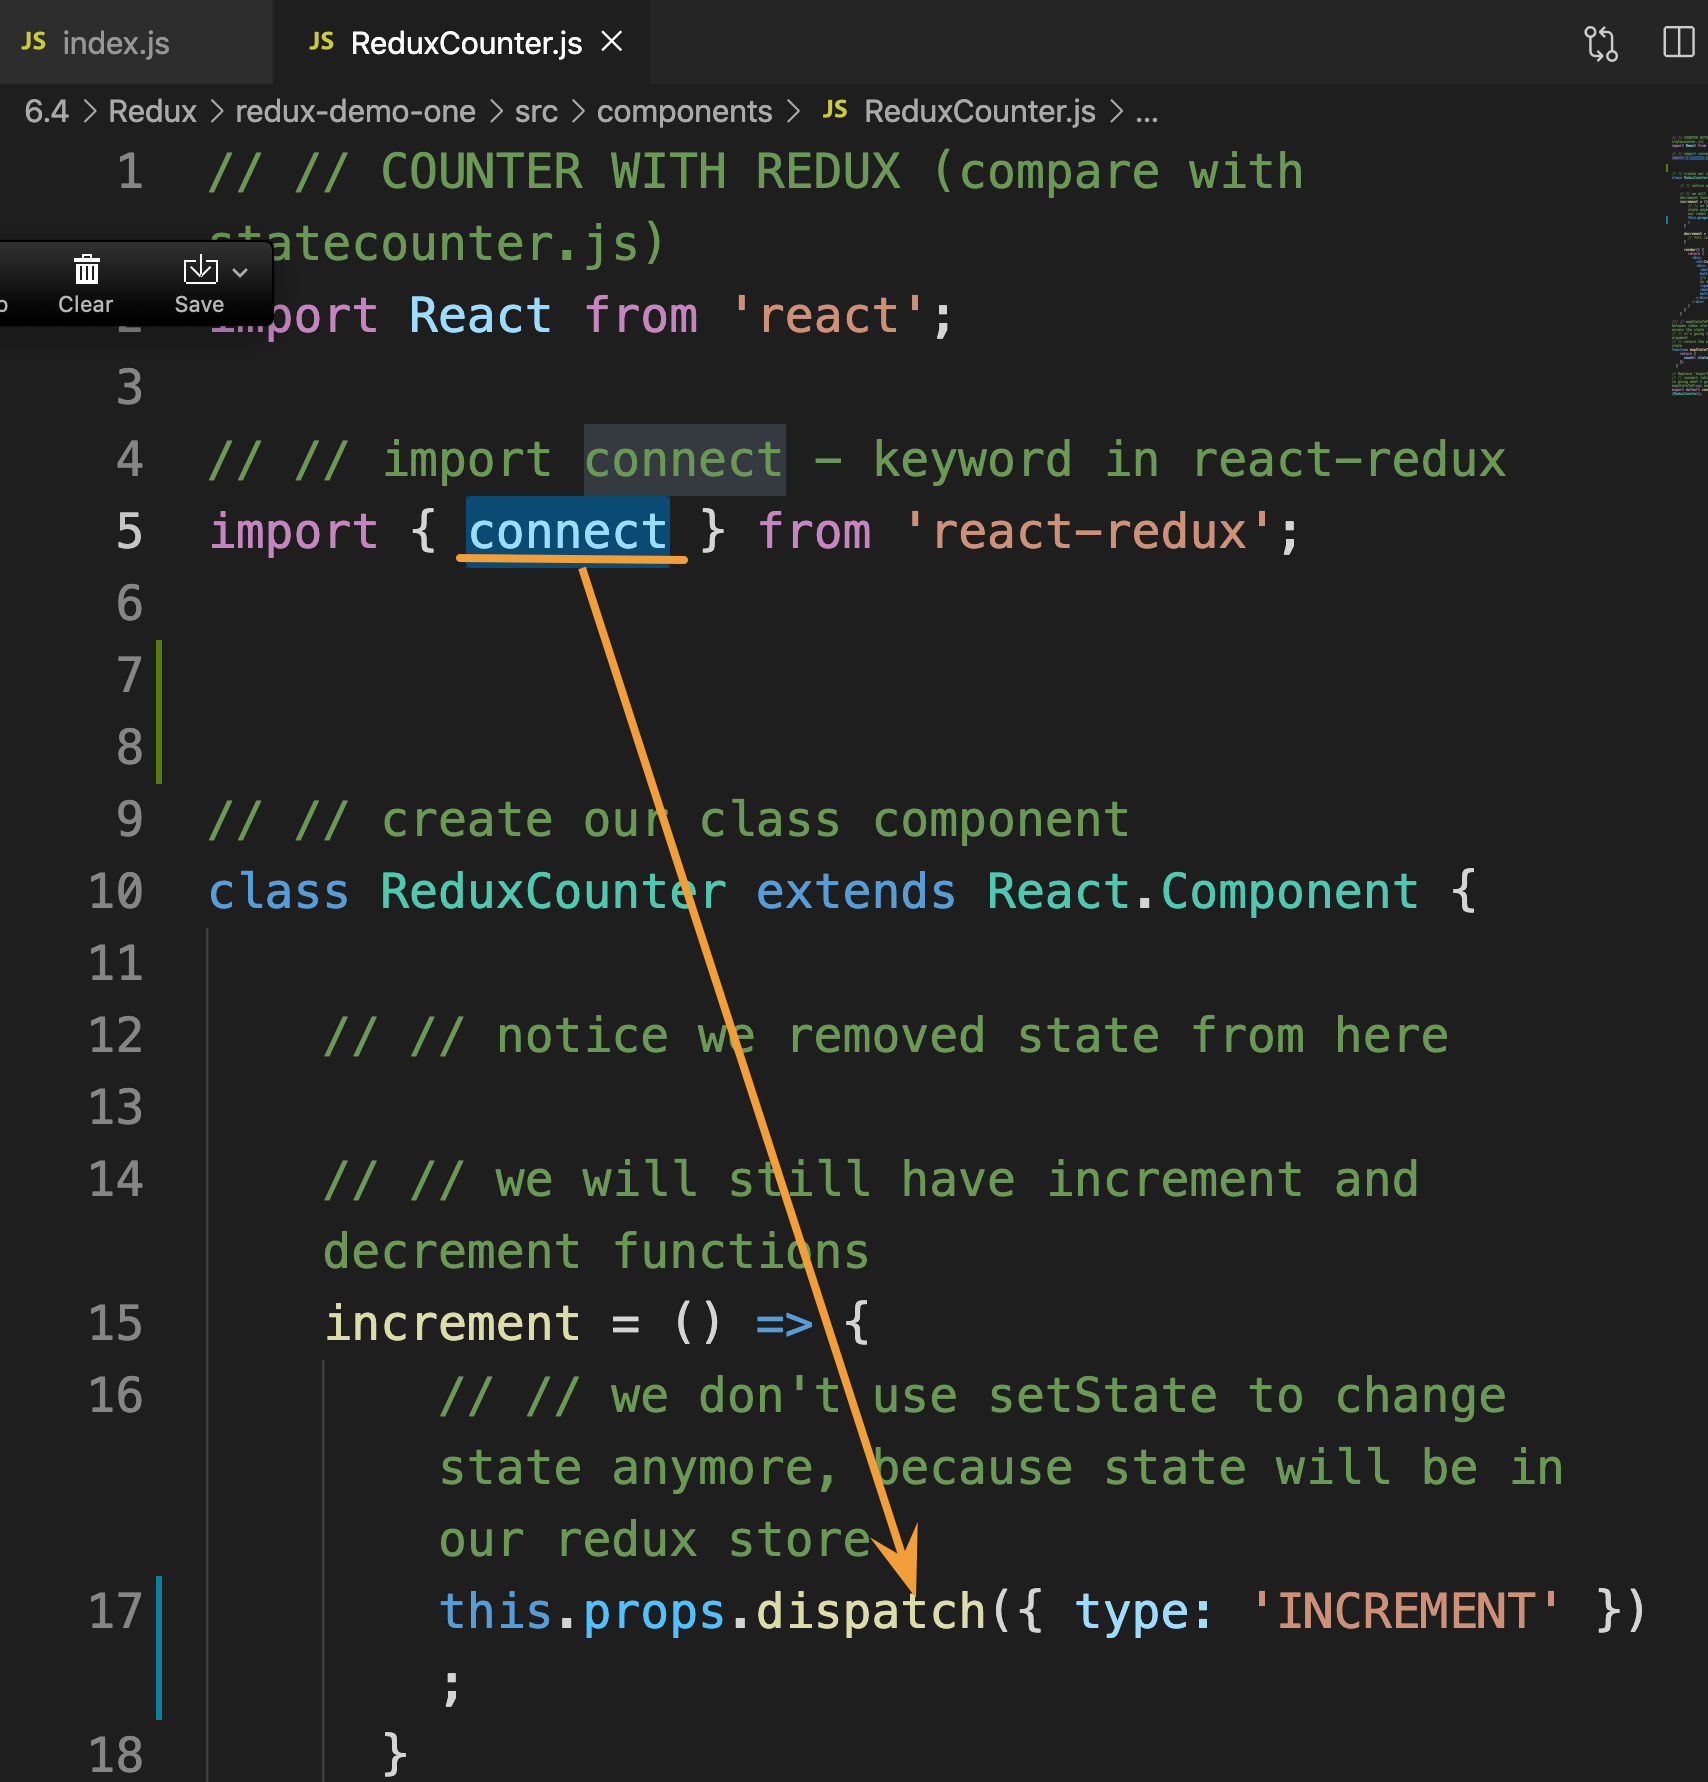 JS index.js JS ReduxCounter.js
6.4 > Redux > redux-demo-one > src > components > JS ReduxCounter.js > ...
1 // // COUNTER WITH REDUX (compare with
statecounter.js)
Clear Save
2 import React from 'react';
3
4 // // import connect - keyword in react-redux
5 import { connect } from 'react-redux';
6
7
8
9 // // create our class component
10 class ReduxCounter extends React.Component {
11
12 // // notice we removed state from here
13
14 // // we will still have increment and
decrement functions
15 increment = () => {
16 // // we don't use setState to change
state anymore, because state will be in
our redux store
17 this.props.dispatch({ type: 'INCREMENT' })
;
18 }